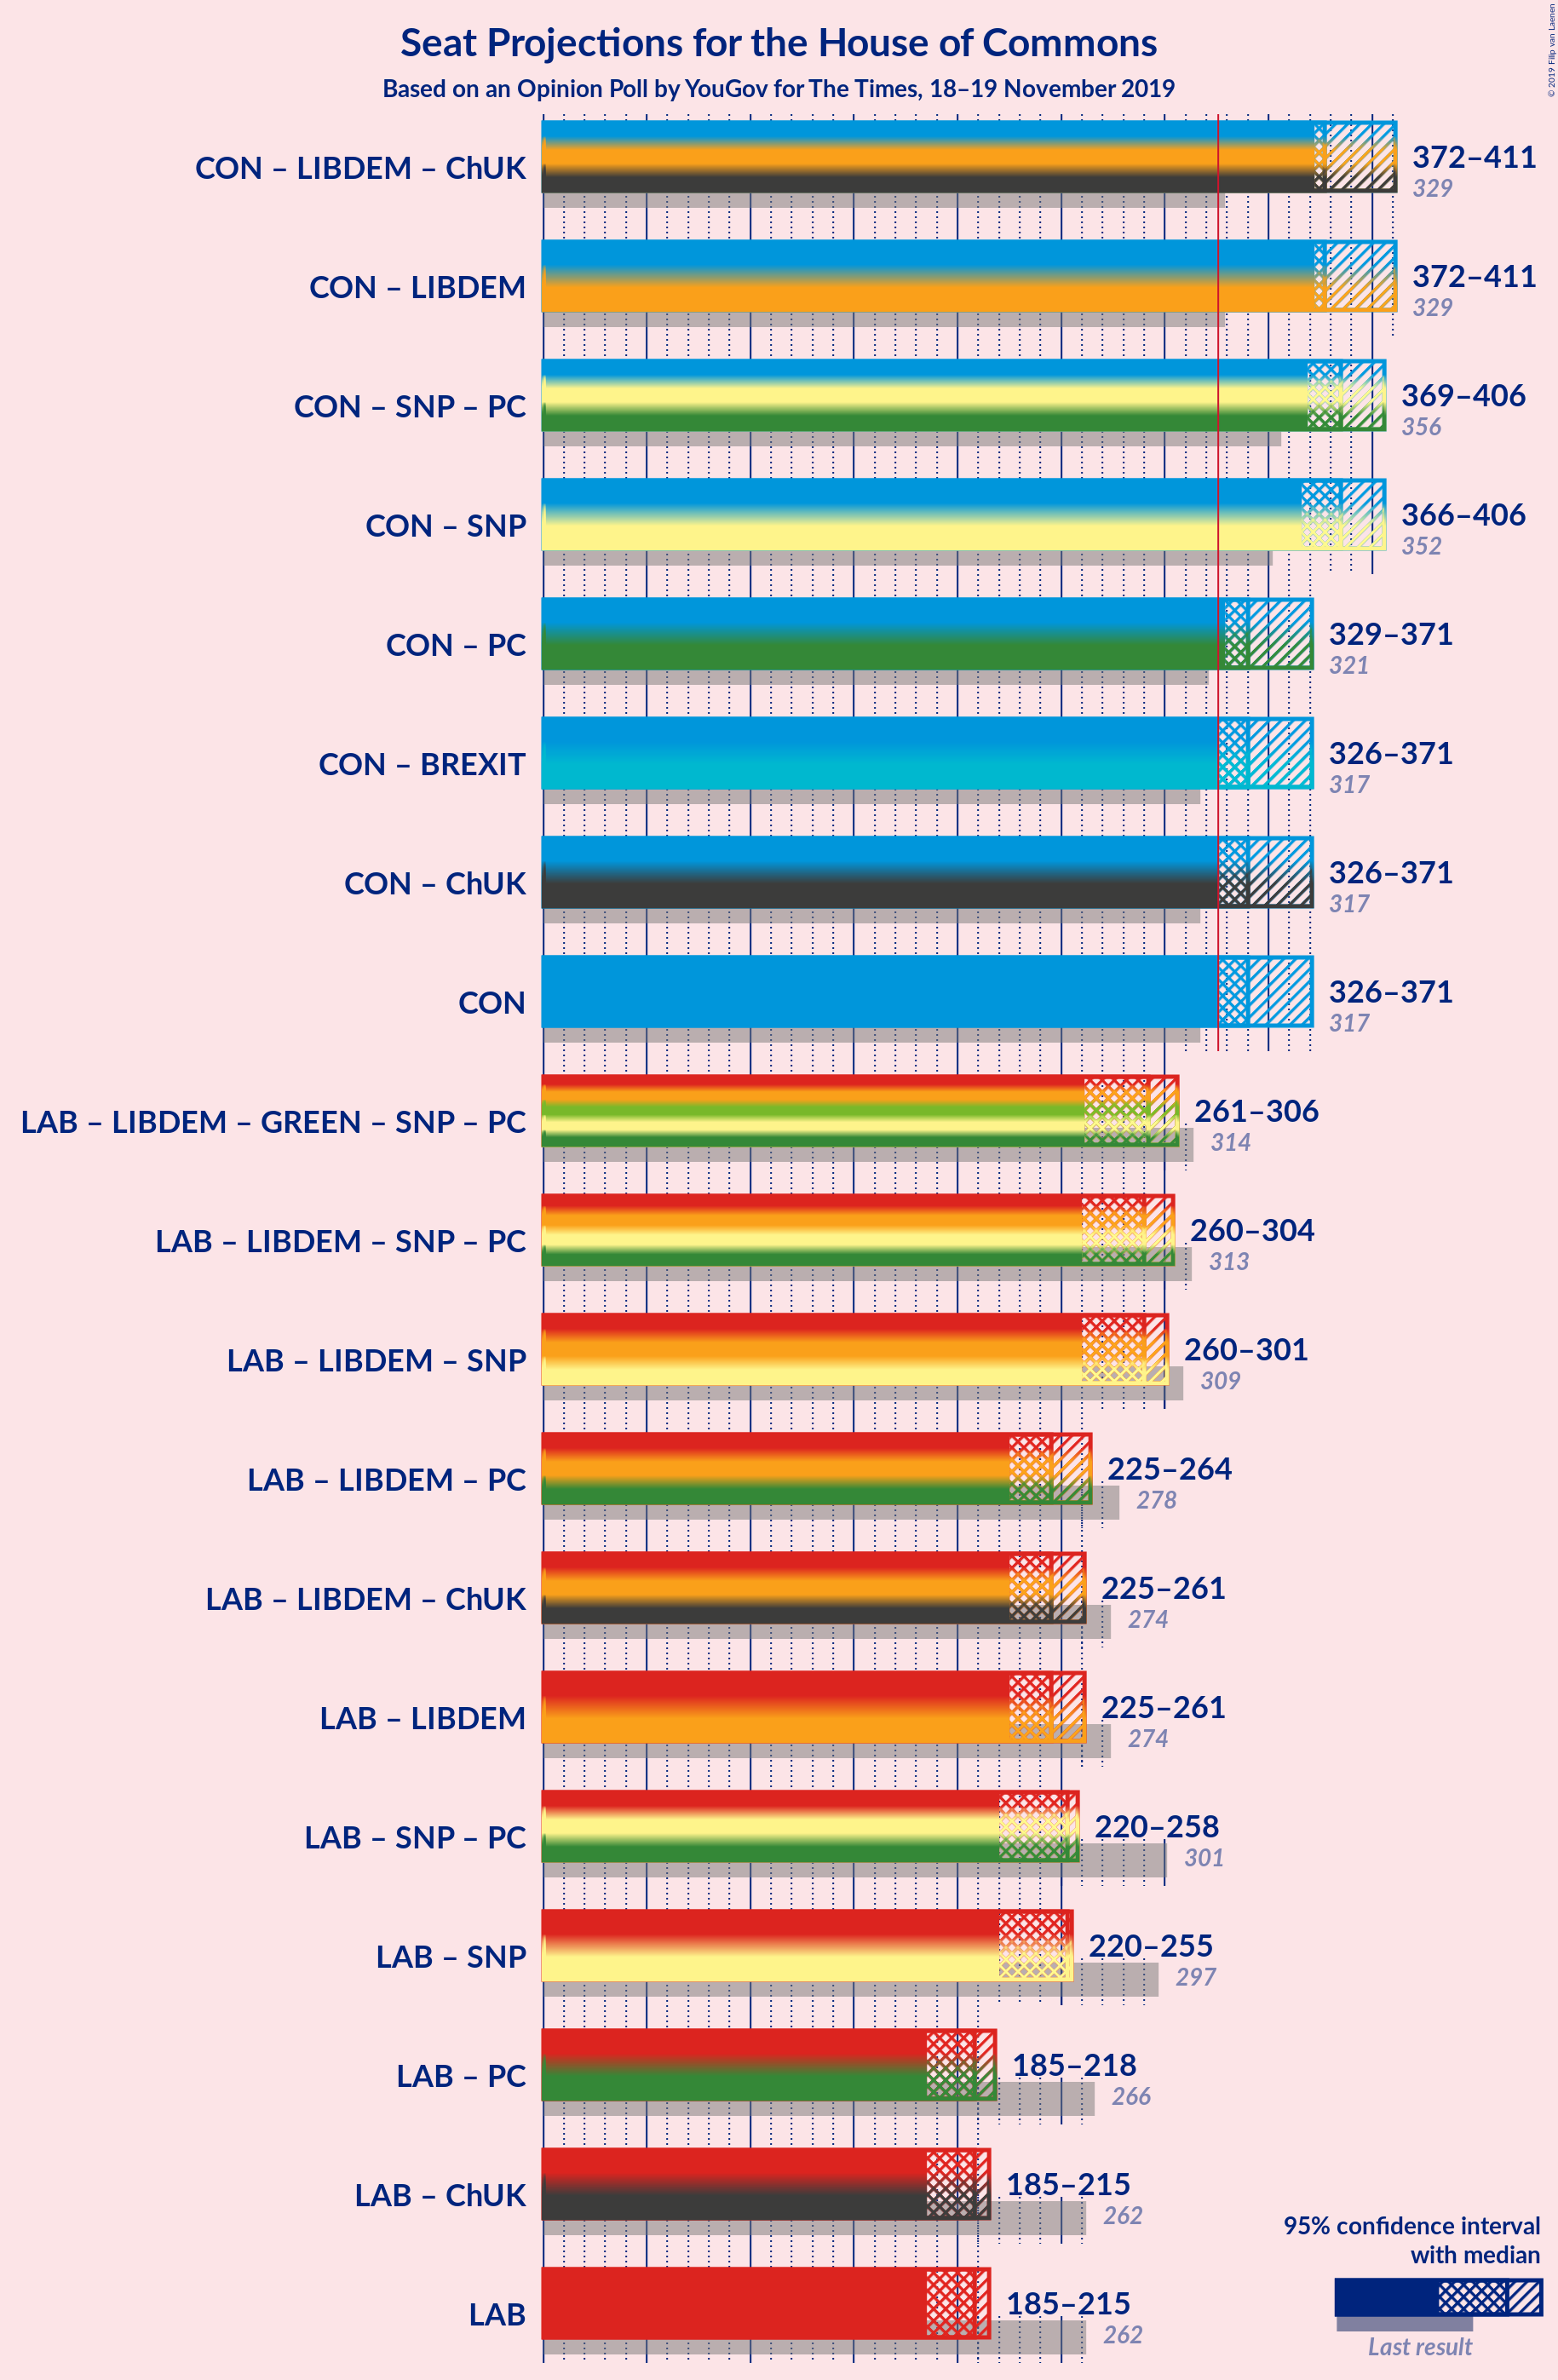 Seat Projections for the House of Commons
Based on an Opinion Poll by YouGov for The Times, 18–19 November 2019
© 2019 Filip van Laenen
CON – LIBDEM – ChUK
372–411
329
CON – LIBDEM
372–411
329
CON – SNP – PC
369–406
356
CON – SNP
366–406
352
CON – PC
329–371
321
CON – BREXIT
326–371
317
CON – ChUK
326–371
317
CON
326–371
317
LAB – LIBDEM – GREEN – SNP – PC
261–306
314
LAB – LIBDEM – SNP – PC
260–304
313
LAB – LIBDEM – SNP
260–301
309
LAB – LIBDEM – PC
225–264
278
LAB – LIBDEM – ChUK
225–261
274
LAB – LIBDEM
225–261
274
LAB – SNP – PC
220–258
301
LAB – SNP
220–255
297
LAB – PC
185–218
266
LAB – ChUK
185–215
262
LAB
185–215
262
95% confidence interval
with median
Last result